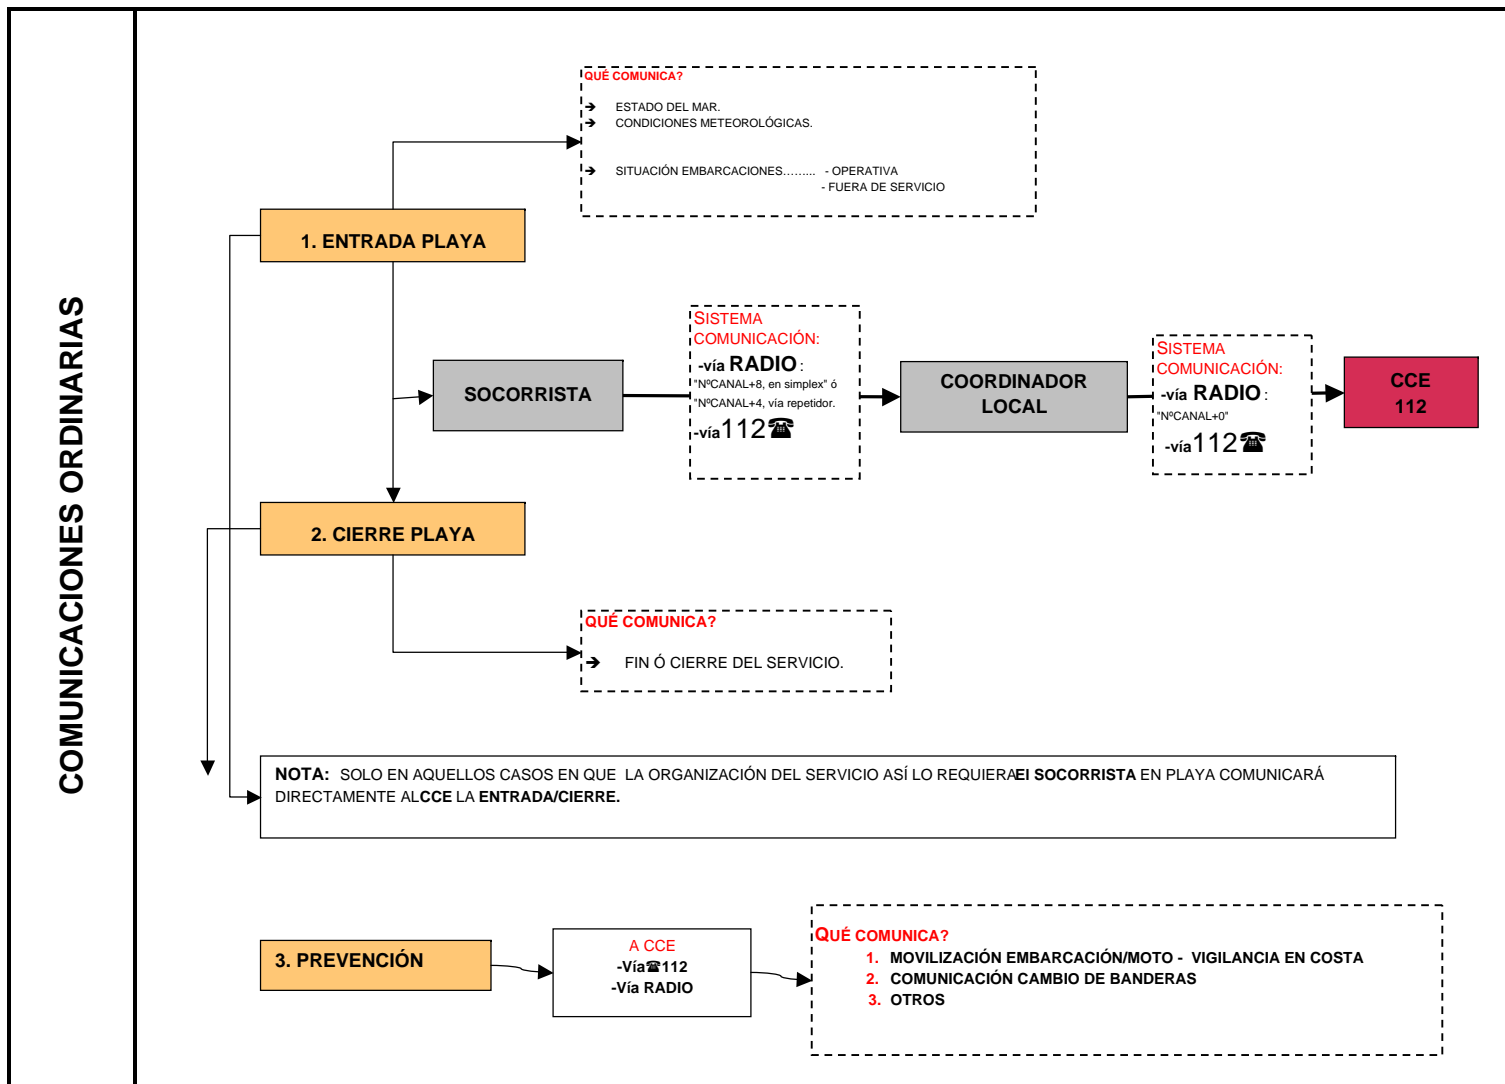 COMUNICACIONES ORDINARIAS
QUÉ COMUNICA?
➔ ESTADO DEL MAR.
➔ CONDICIONES METEOROLÓGICAS.
➔ SITUACIÓN EMBARCACIONES……... - OPERATIVA
- FUERA DE SERVICIO
1. ENTRADA PLAYA
SOCORRISTA
SISTEMA
COMUNICACIÓN:
-vía RADIO :
"NºCANAL+8, en simplex" ó
"NºCANAL+4, vía repetidor.
-vía112☎
COORDINADOR
LOCAL
SISTEMA
COMUNICACIÓN:
-vía RADIO :
"NºCANAL+0"
-vía112☎
CCE
112
2. CIERRE PLAYA
QUÉ COMUNICA?
➔ FIN Ó CIERRE DEL SERVICIO.
NOTA: SOLO EN AQUELLOS CASOS EN QUE LA ORGANIZACIÓN DEL SERVICIO ASÍ LO REQUIERAEl SOCORRISTA EN PLAYA COMUNICARÁ
DIRECTAMENTE ALCCE LA ENTRADA/CIERRE.
3. PREVENCIÓN
A CCE
-Vía☎112
-Vía RADIO
QUÉ COMUNICA?
1. MOVILIZACIÓN EMBARCACIÓN/MOTO - VIGILANCIA EN COSTA
2. COMUNICACIÓN CAMBIO DE BANDERAS
3. OTROS